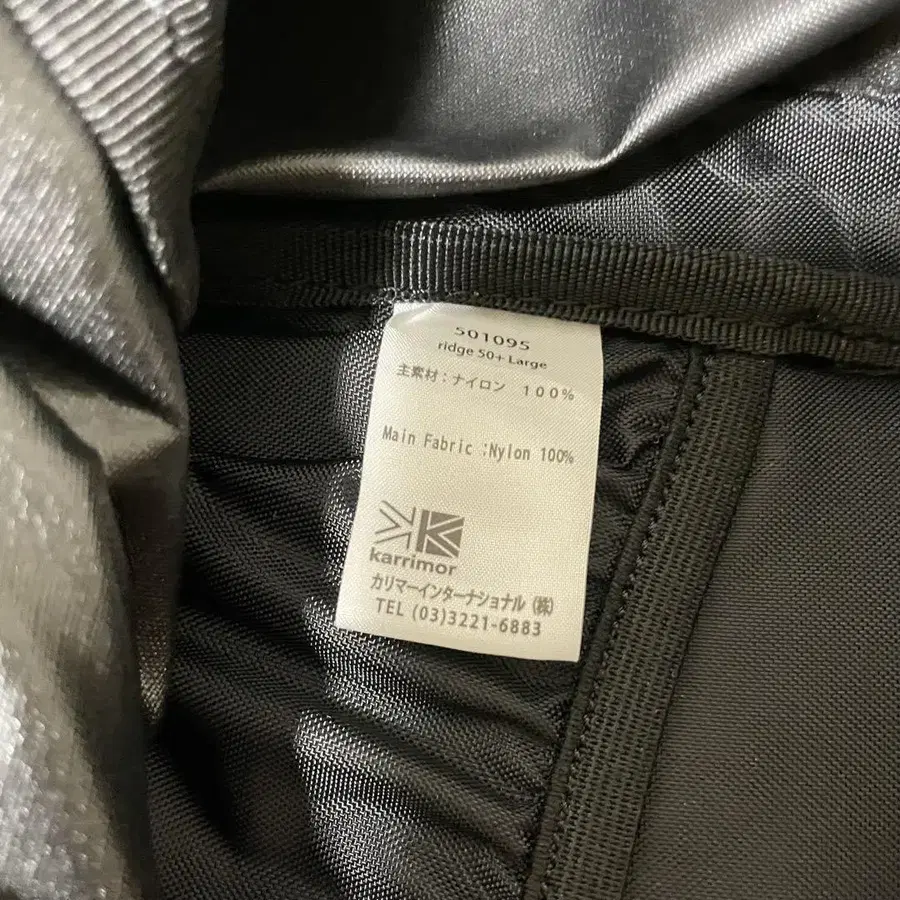 501095
ridge 50+ Large
主素材：ナイロン 100%
Main Fabric :Nylon 100%
karrimor
カリマーインターナショナル（株）
TEL (03)3221-6883